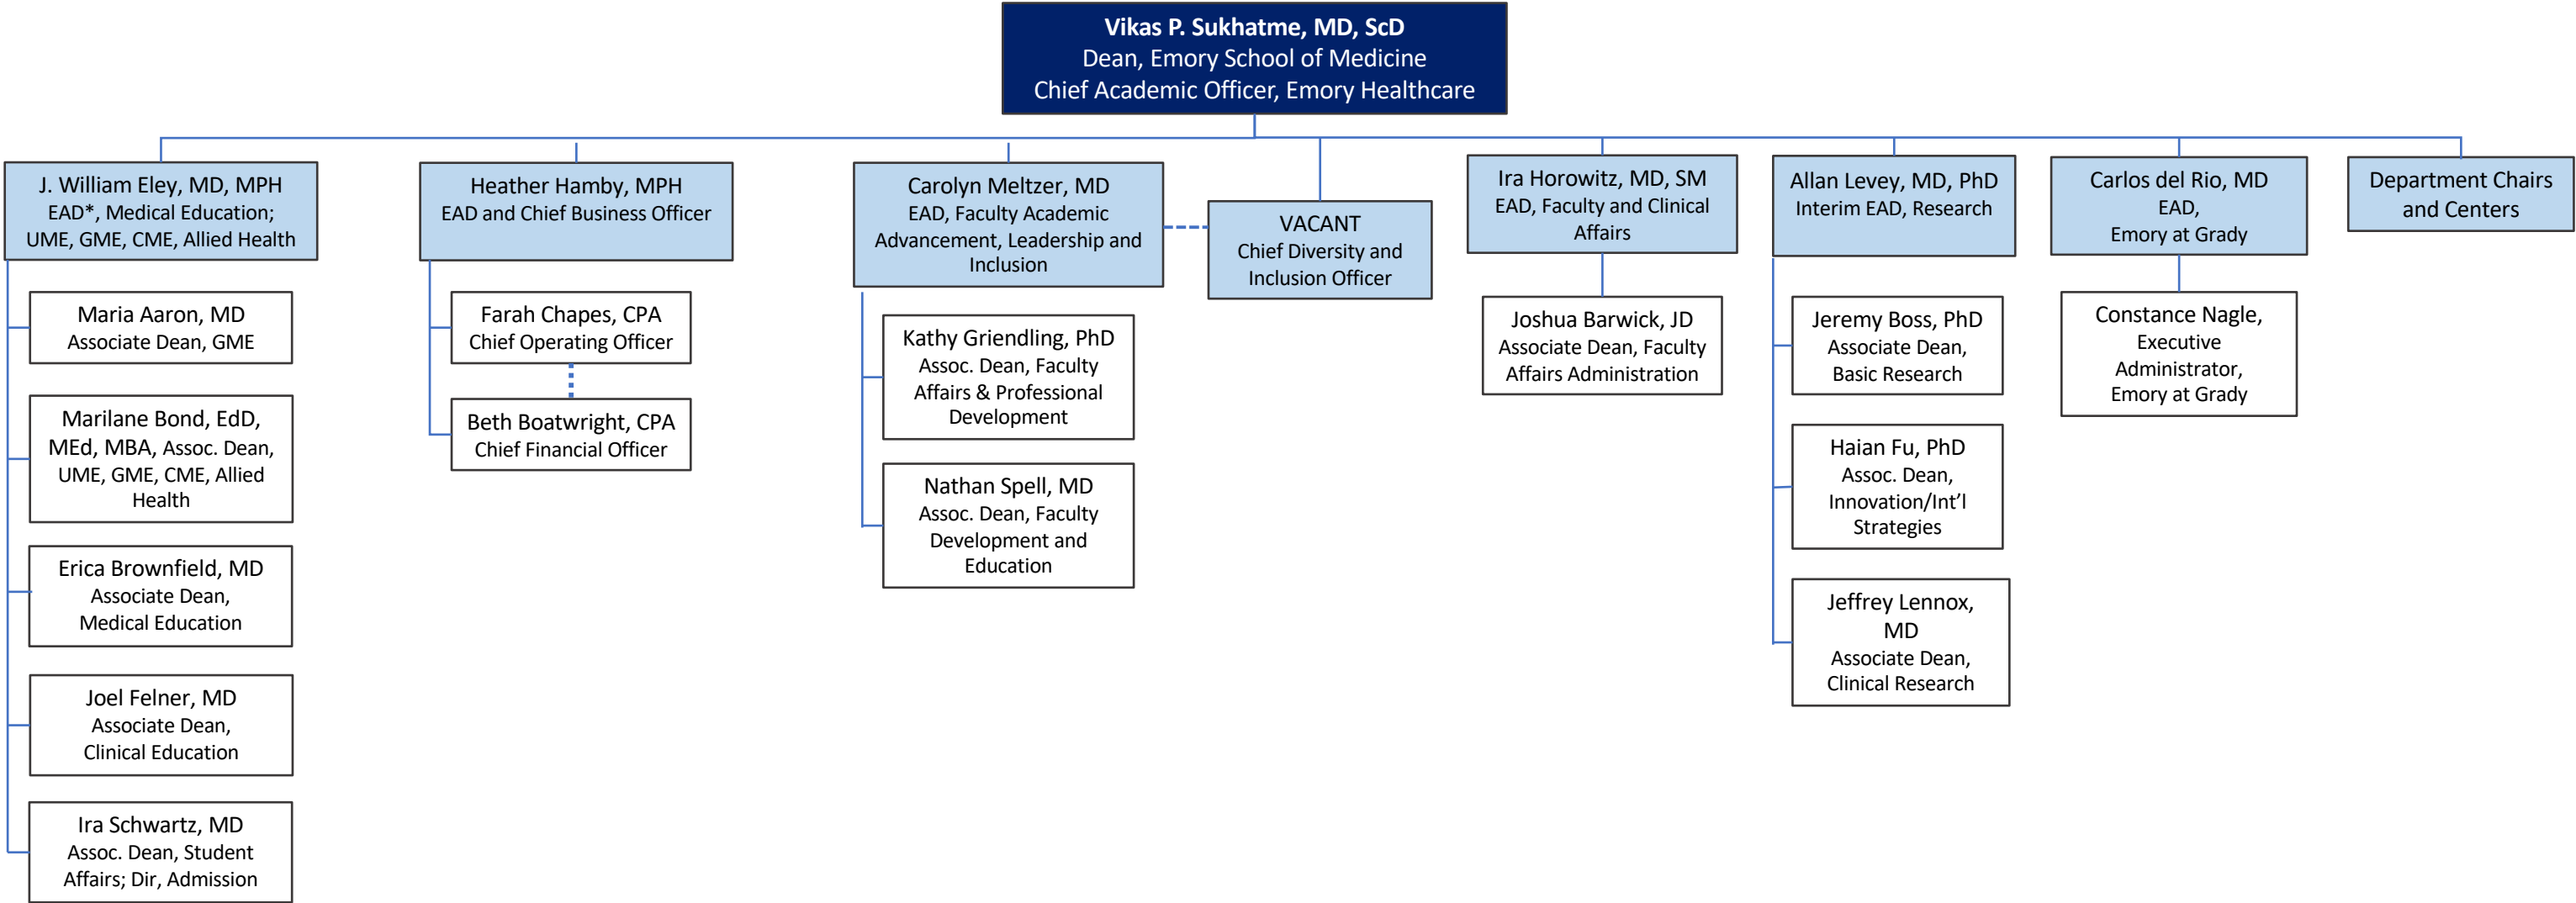 Vikas P. Sukhatme, MD, ScD
Dean, Emory School of Medicine
Chief Academic Officer, Emory Healthcare
J. William Eley, MD, MPH
EAD*, Medical Education;
UME, GME, CME, Allied Health
Heather Hamby, MPH
EAD and Chief Business Officer
Carolyn Meltzer, MD
EAD, Faculty Academic
Advancement, Leadership and
Inclusion
VACANT
Chief Diversity and
Inclusion Officer
Ira Horowitz, MD, SM
EAD, Faculty and Clinical
Affairs
Allan Levey, MD, PhD
Interim EAD, Research
Carlos del Rio, MD
EAD,
Emory at Grady
Department Chairs
and Centers
Maria Aaron, MD
Associate Dean, GME
Marilane Bond, EdD,
MEd, MBA, Assoc. Dean,
UME, GME, CME, Allied
Health
Erica Brownfield, MD
Associate Dean,
Medical Education
Joel Felner, MD
Associate Dean,
Clinical Education
Ira Schwartz, MD
Assoc. Dean, Student
Affairs; Dir, Admission
Farah Chapes, CPA
Chief Operating Officer
Beth Boatwright, CPA
Chief Financial Officer
Kathy Griendling, PhD
Assoc. Dean, Faculty
Affairs & Professional
Development
Nathan Spell, MD
Assoc. Dean, Faculty
Development and
Education
Joshua Barwick, JD
Associate Dean, Faculty
Affairs Administration
Jeremy Boss, PhD
Associate Dean,
Basic Research
Haian Fu, PhD
Assoc. Dean,
Innovation/Int’l
Strategies
Jeffrey Lennox,
MD
Associate Dean,
Clinical Research
Constance Nagle,
Executive
Administrator,
Emory at Grady